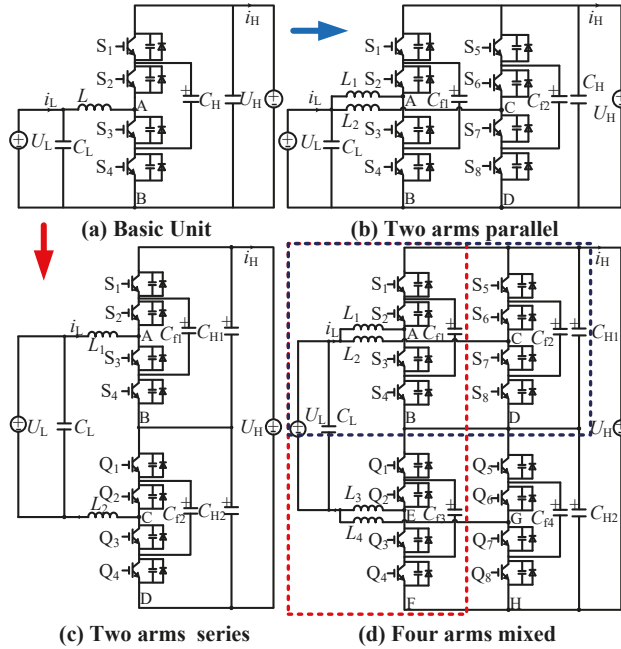 i_H
S_1
S_2
L
i_L
A
C_H
U_H
S_3
U_L
C_L
S_4
B
(a) Basic Unit
i_H
S_1
S_5
L_1
S_2
S_6
C_H
i_L
A
C_f1
C
C_f2
U_H
L_2
S_3
S_7
U_L
C_L
S_4
S_8
B
D
(b) Two arms parallel
i_H
S_1
S_2
i_L
A
C_f1
C_H1
L_1
S_3
S_4
B
U_L
C_L
U_H
Q_1
Q_2
L_2
C
C_f2
C_H2
Q_3
Q_4
D
(c) Two arms series
i_H
S_1
S_5
L_1
S_2
S_6
i_L
A
C_f1
C
C_f2
C_H1
L_2
S_3
S_7
S_4
S_8
B
D
U_L
C_L
U_H
Q_1
Q_5
L_3
Q_2
Q_6
E
C_f3
G
C_f4
C_H2
L_4
Q_3
Q_7
Q_4
Q_8
F
H
(d) Four arms mixed